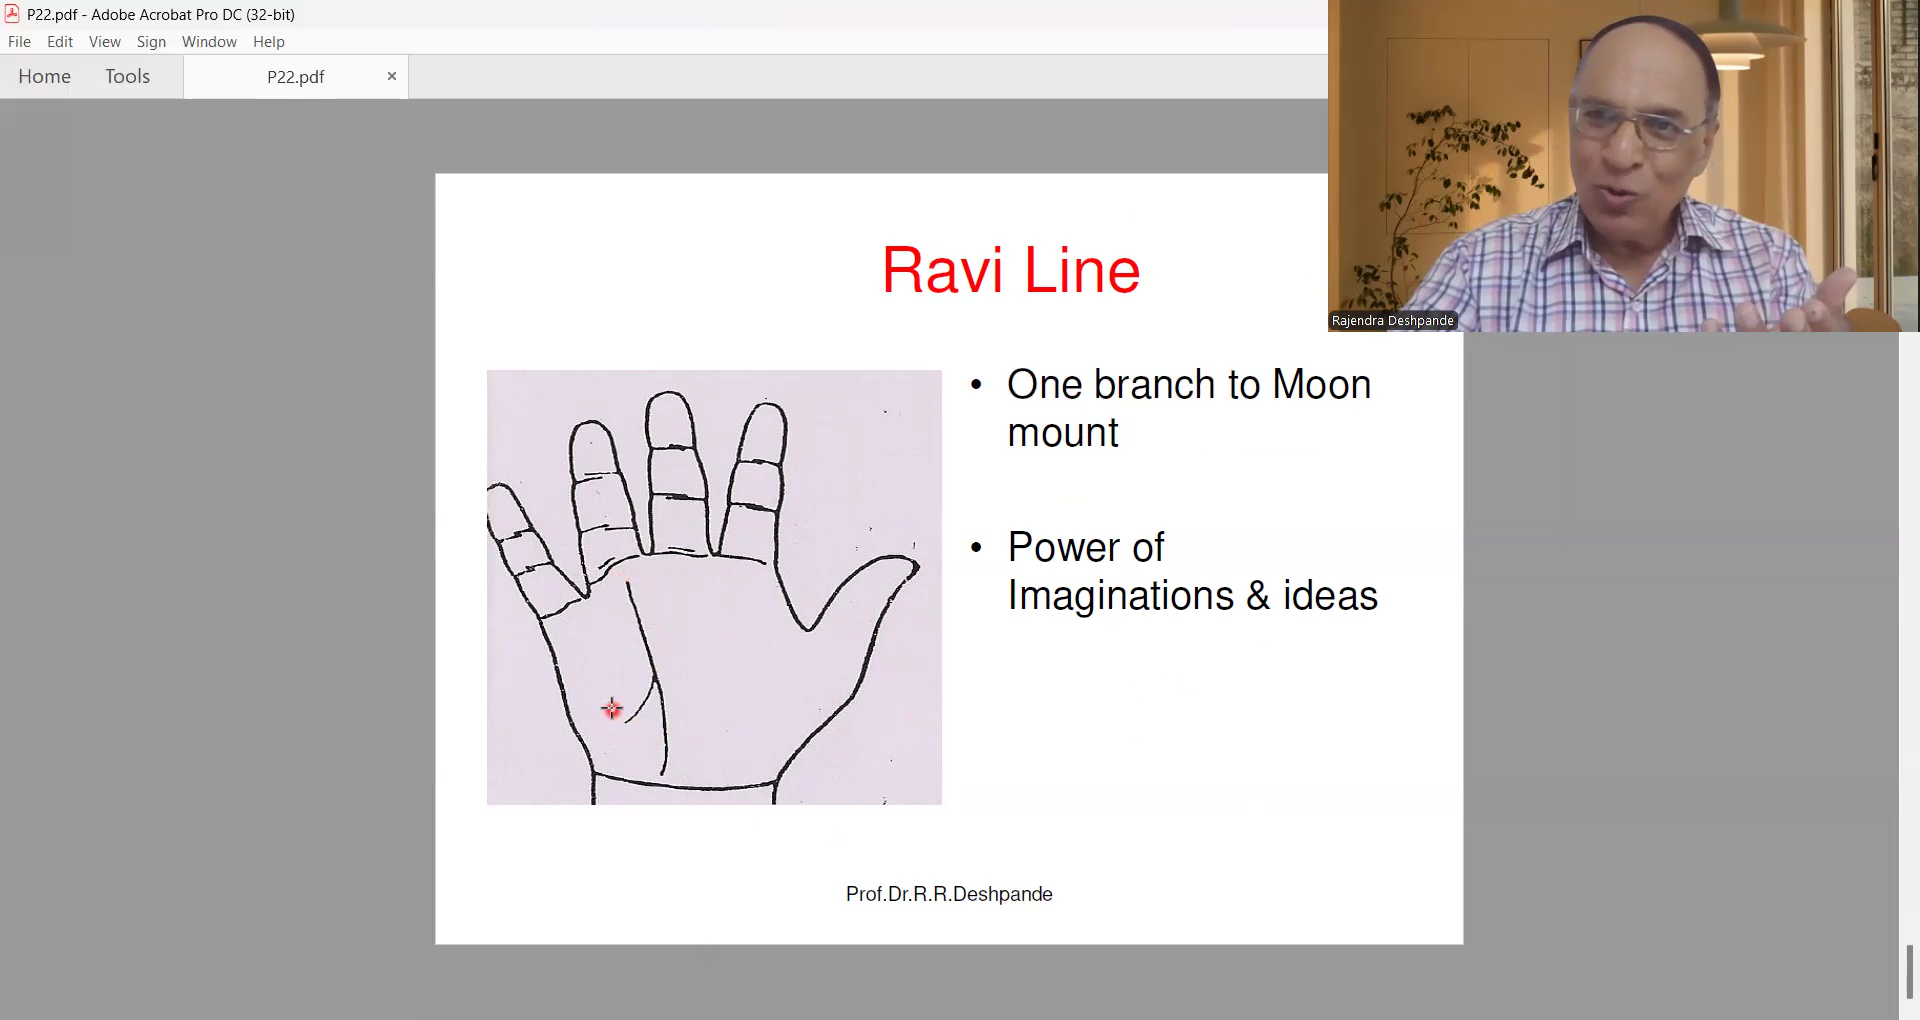 P22.pdf - Adobe Acrobat Pro DC (32-bit)
File Edit View Sign Window Help
Home Tools P22.pdf ×
Rajendra Deshpande
Ravi Line
• One branch to Moon
mount
• Power of
Imaginations & ideas
Prof.Dr.R.R.Deshpande